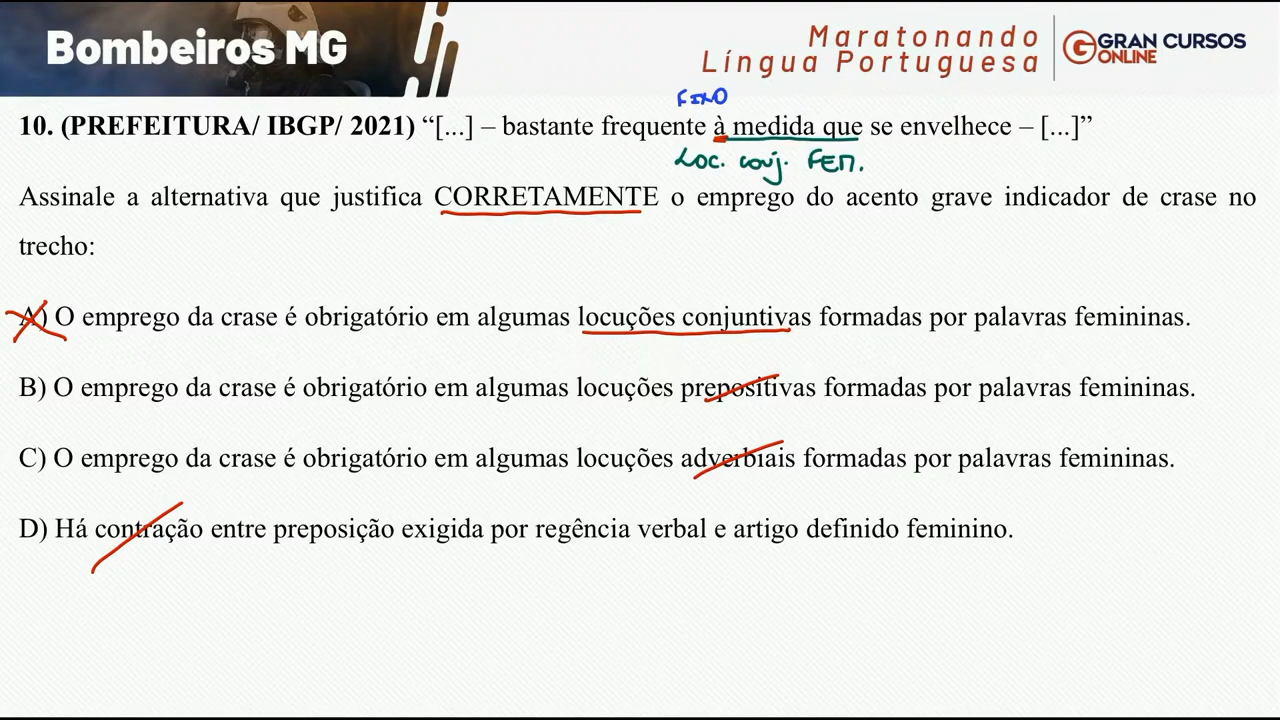 Bombeiros MG
Maratonando
Língua Portuguesa
GRAN CURSOS
ONLINE
FIXO
10. (PREFEITURA/ IBGP/ 2021) “[...] – bastante frequente à medida que se envelhece – [...]”
LOC. conj. FEM.
Assinale a alternativa que justifica CORRETAMENTE o emprego do acento grave indicador de crase no
trecho:
A) O emprego da crase é obrigatório em algumas locuções conjuntivas formadas por palavras femininas.
B) O emprego da crase é obrigatório em algumas locuções prepositivas formadas por palavras femininas.
C) O emprego da crase é obrigatório em algumas locuções adverbiais formadas por palavras femininas.
D) Há contração entre preposição exigida por regência verbal e artigo definido feminino.